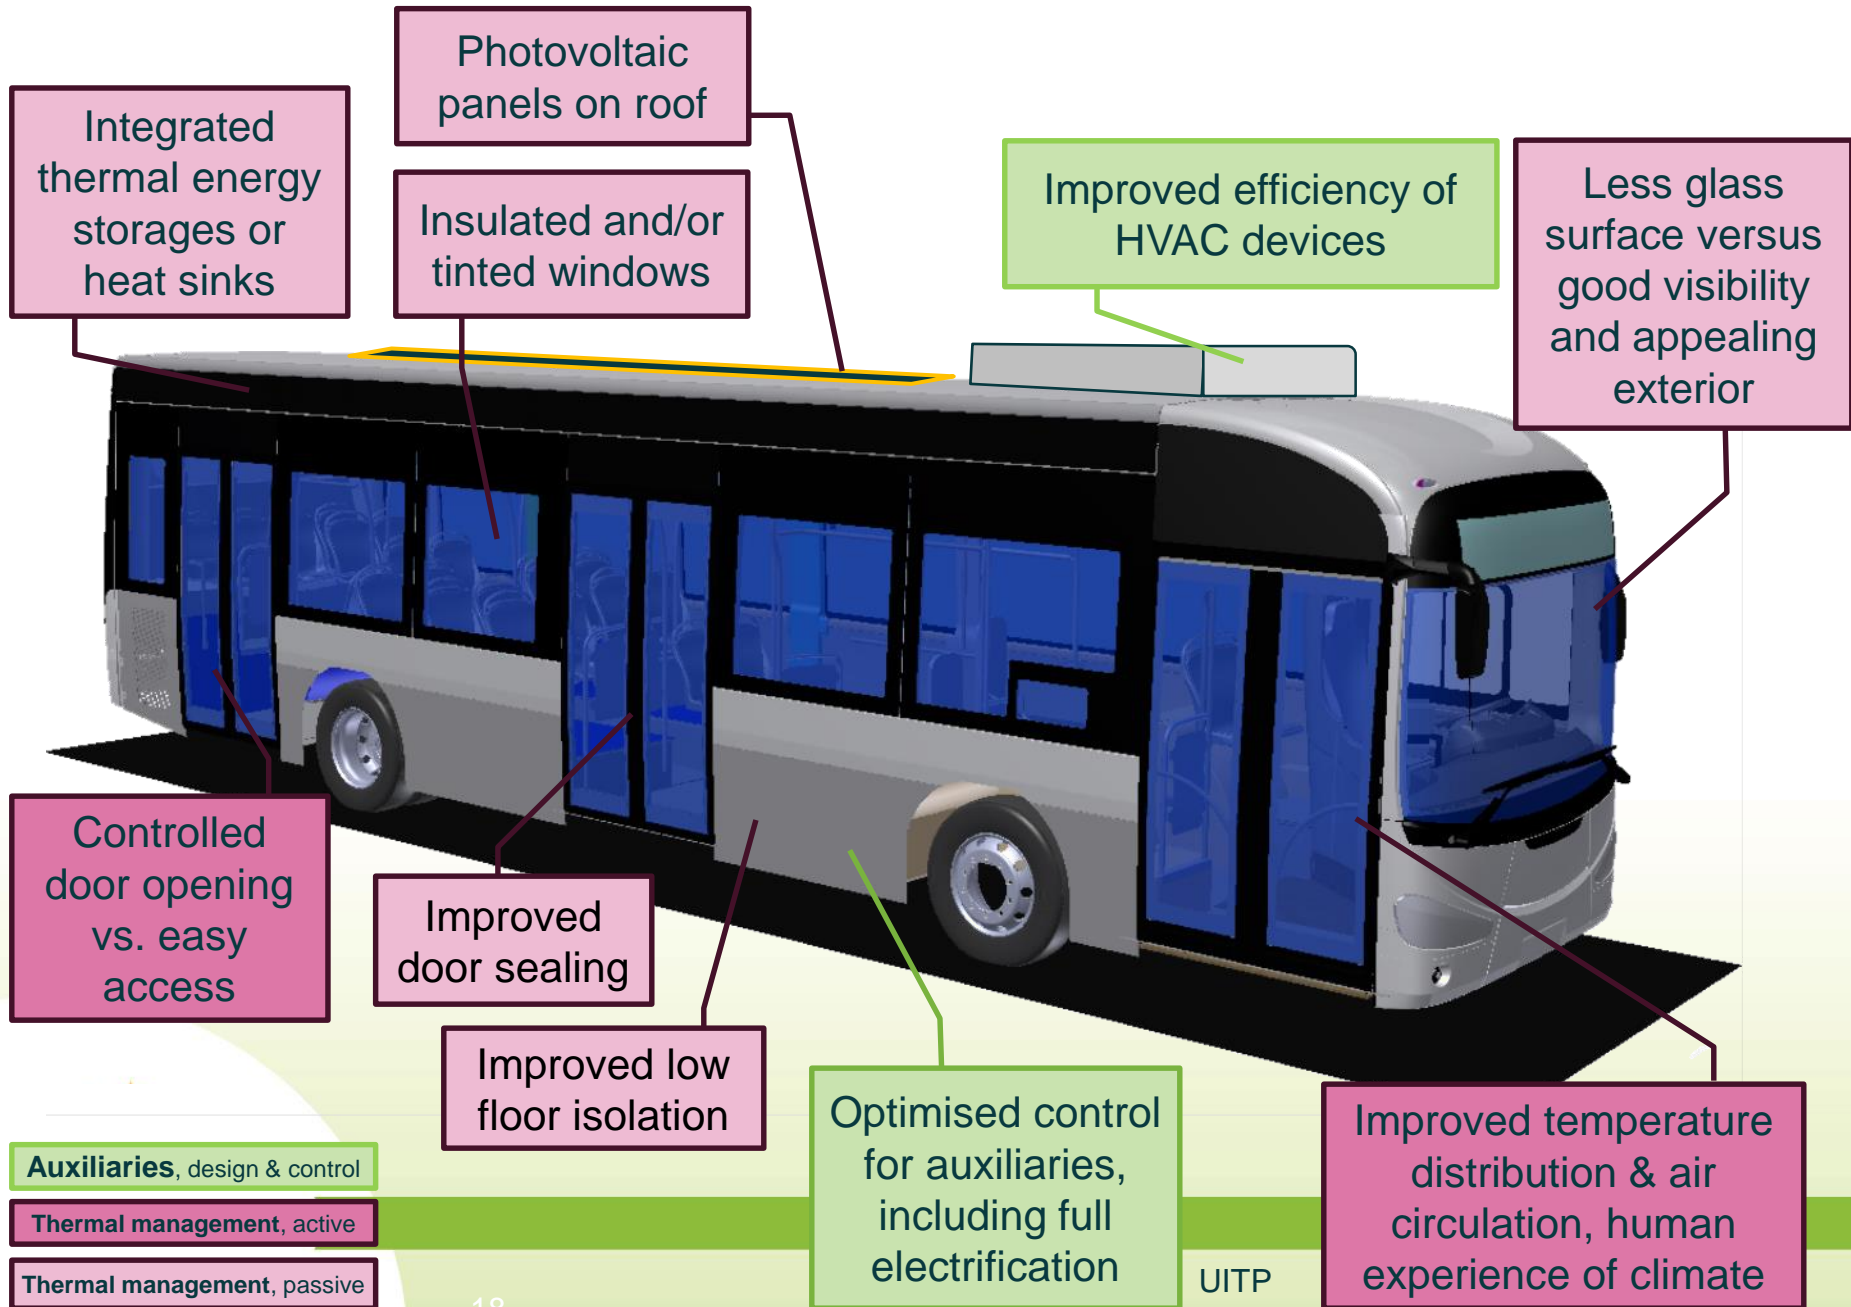 Photovoltaic
panels on roof
Integrated
thermal energy
storages or
heat sinks
Insulated and/or
tinted windows
Improved efficiency of
HVAC devices
Less glass
surface versus
good visibility
and appealing
exterior
Controlled
door opening
vs. easy
access
Improved
door sealing
Improved low
floor isolation
Optimised control
for auxiliaries,
including full
electrification
Improved temperature
distribution & air
circulation, human
experience of climate
Auxiliaries, design & control
Thermal management, active
Thermal management, passive
18
UITP